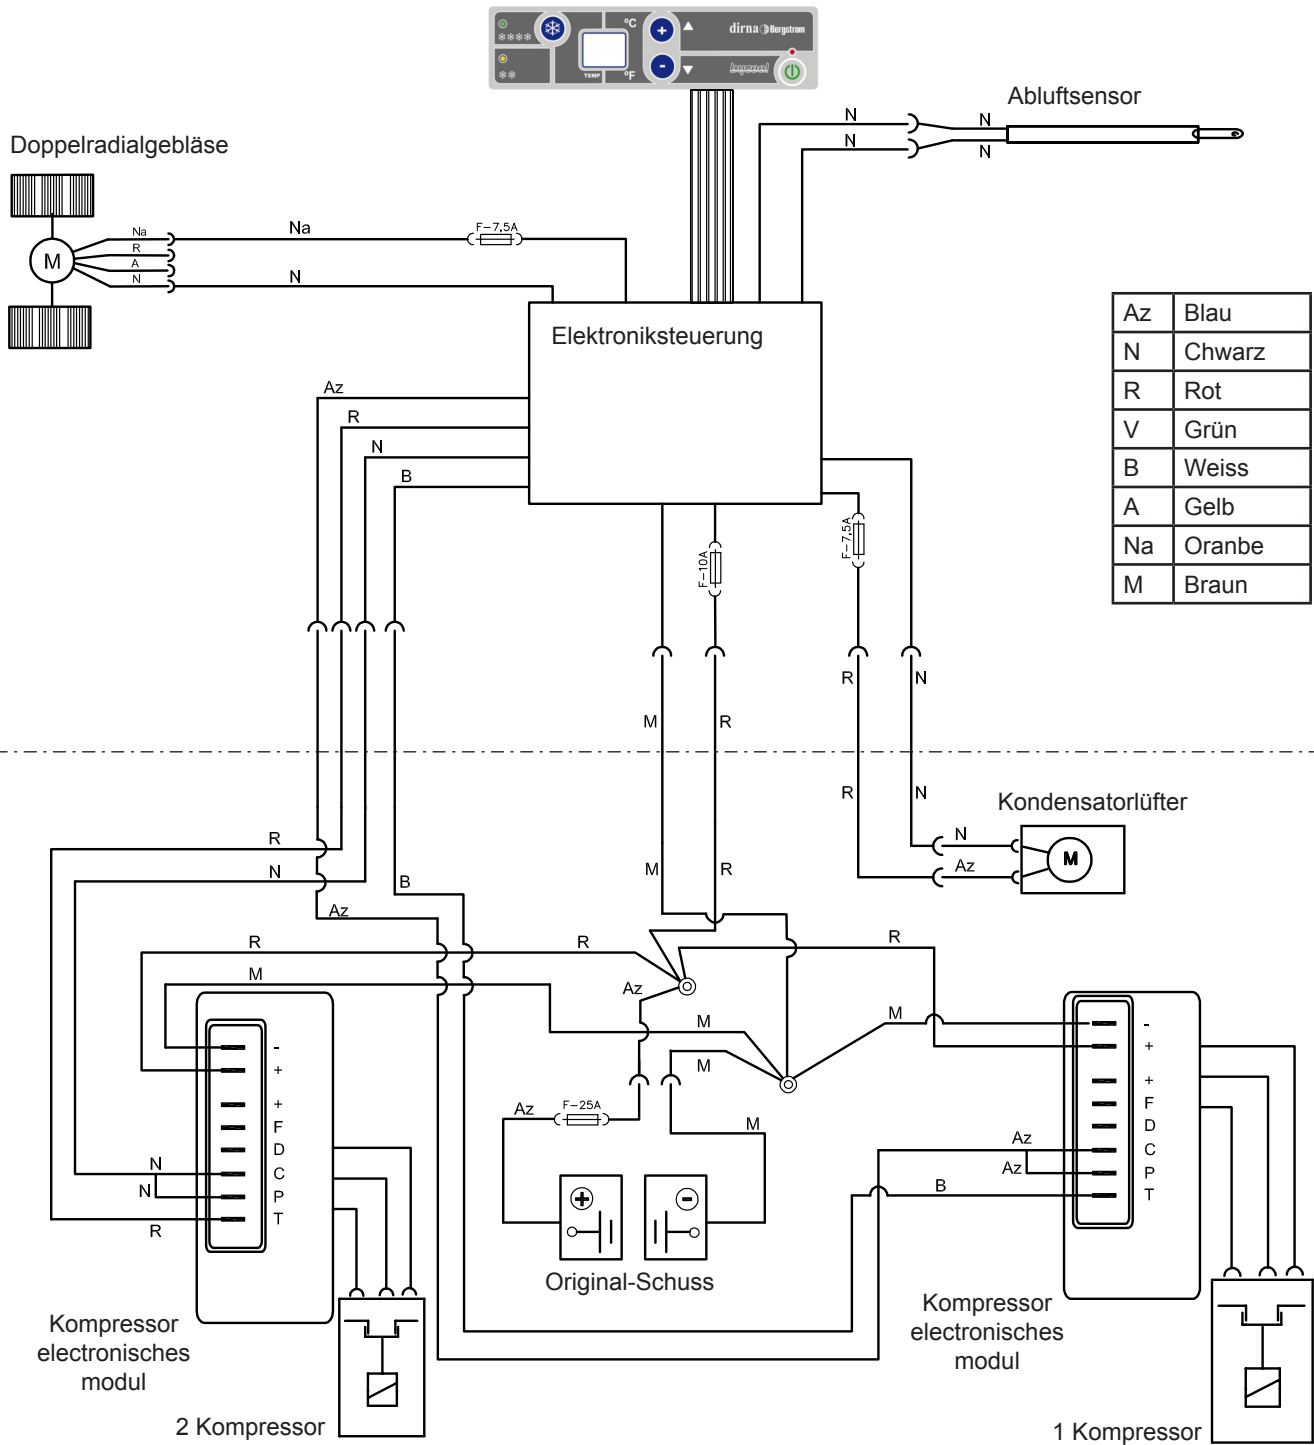 °C
dirna Bergstrom
TEMP
°F
bycool
Abluftsensor
N
N
N
N
Doppelradialgebläse
Na
R
A
N
M
Na
N
F-7,5A
Elektroniksteuerung
Az Blau
N Chwarz
R Rot
V Grün
B Weiss
A Gelb
Na Oranbe
M Braun
Az
R
N
B
F-10A
F-7,5A
R
N
M
R
R
N
Kondensatorlüfter
N
Az
M
R
N
B
Az
M
R
R
R
R
M
Az
M
M
M
-
+
+
F
D
C
P
T
N
N
R
-
+
+
F
D
C
P
T
Az
Az
B
Az
F-25A
M
+
-
Original-Schuss
Kompressor
electronisches
modul
2 Kompressor
Kompressor
electronisches
modul
1 Kompressor